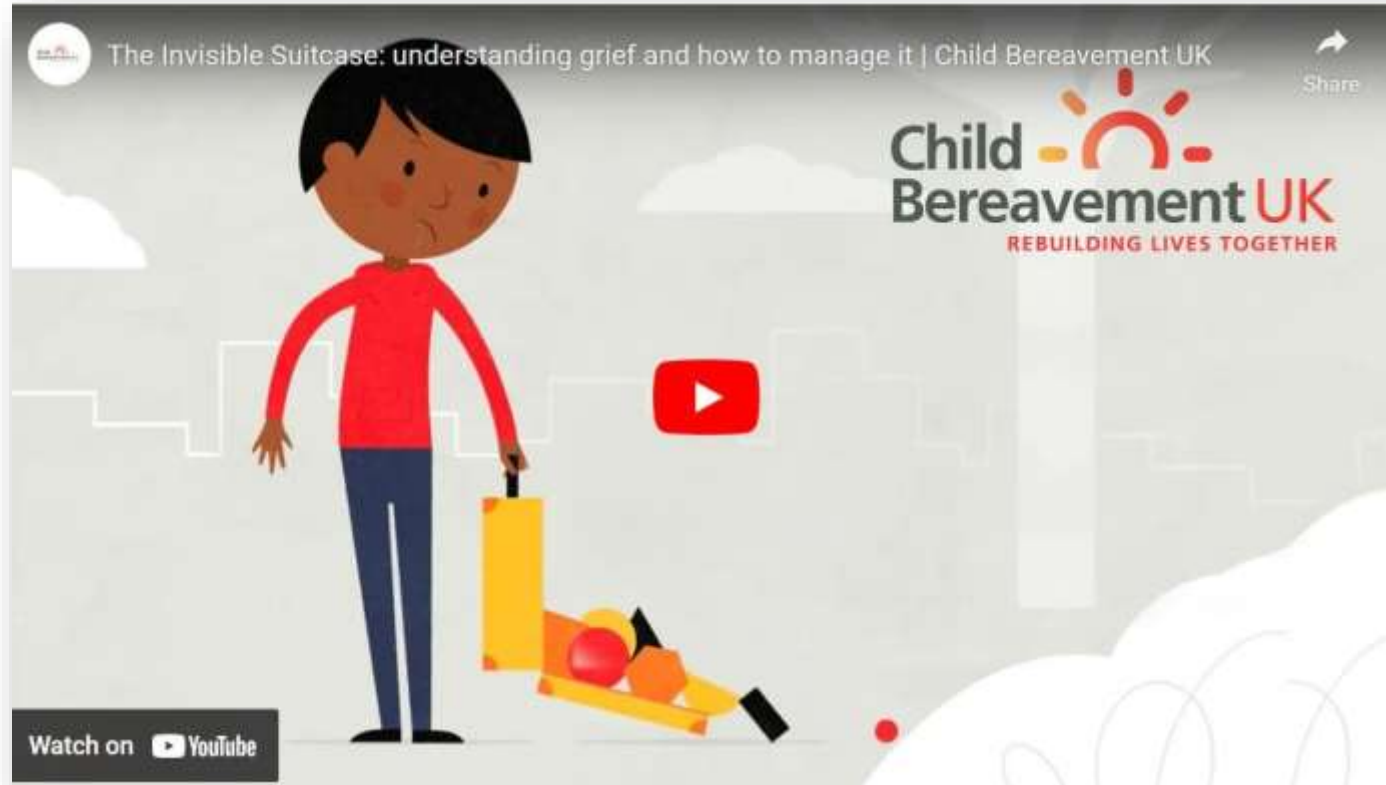 The Invisible Suitcase: understanding grief and how to manage it | Child Bereavement UK
Share
Child
Bereavement UK
REBUILDING LIVES TOGETHER
Watch on YouTube